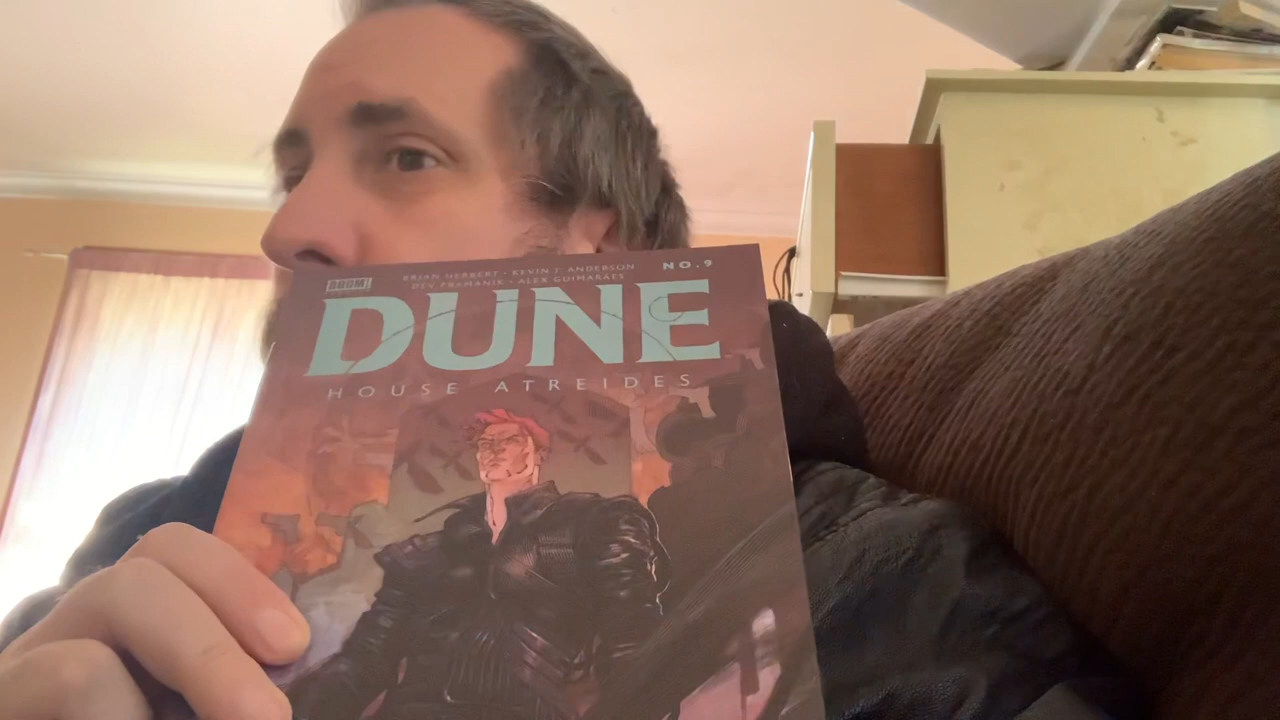 BOOM!
BRIAN HERBERT • KEVIN J. ANDERSON
DEV PRAMANIK • ALEX GUIMARÃES
NO.9
DUNE
HOUSE ATREIDES